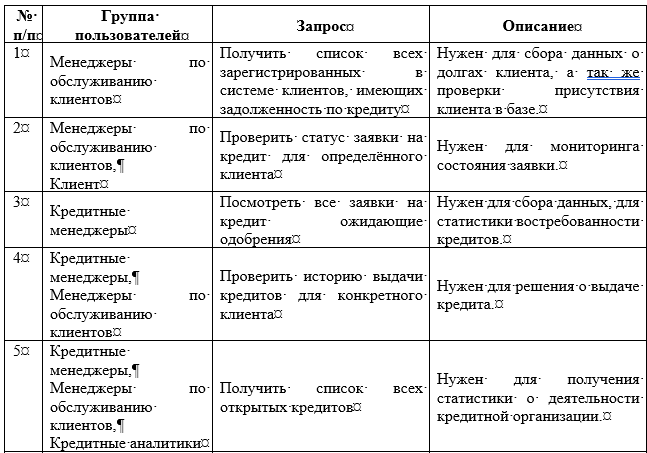 № п/п
Группа пользователей
Запрос
Описание
1
Менеджеры по
обслуживанию
клиентов
Получить список всех
зарегистрированных в
системе клиентов, имеющих
задолженность по кредиту
Нужен для сбора данных о
долгах клиента, а так же
проверки присутствия
клиента в базе.
2
Менеджеры по
обслуживанию
клиентов,
Клиент
Проверить статус заявки на
кредит для определённого
клиента
Нужен для мониторинга
состояния заявки.
3
Кредитные
менеджеры
Посмотреть все заявки на
кредит ожидающие
одобрения
Нужен для сбора данных, для
статистики востребованности
кредитов.
4
Кредитные
менеджеры,
Менеджеры по
обслуживанию
клиентов
Проверить историю выдачи
кредитов для конкретного
клиента
Нужен для решения о выдаче
кредита.
5
Кредитные
менеджеры,
Менеджеры по
обслуживанию
клиентов,
Кредитные аналитики
Получить список всех
открытых кредитов
Нужен для получения
статистики о деятельности
кредитной организации.